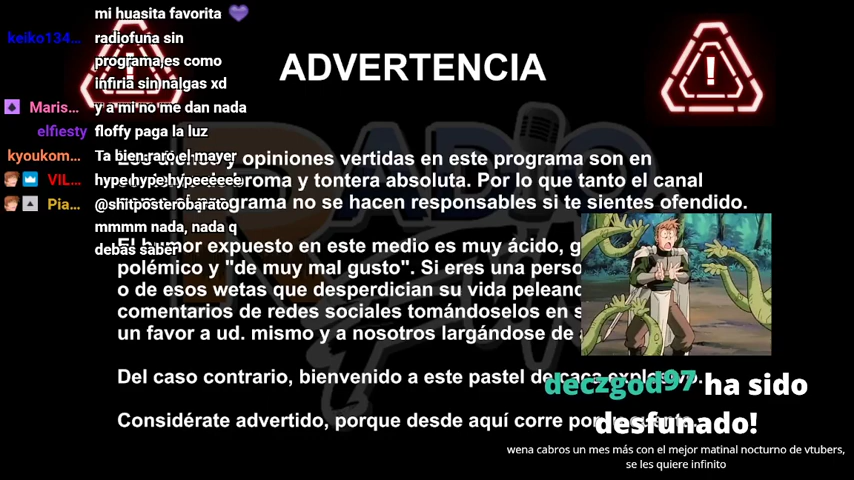 mi huasita favorita
keiko134… radiofuna sin
programa es como
infiria sin nalgas xd
Maris… y a mi no me dan nada
elfiesty floffy paga la luz
kyoukom… Ta bien raro el mayer
VIL… hype hype hypeeeeee
Pia… @shitposterobarato
mmmm nada, nada q
debas saber
ADVERTENCIA
y opiniones vertidas en este programa son en
broma y tontera absoluta. Por lo que tanto el canal
programa no se hacen responsables si te sientes ofendido.
El humor expuesto en este medio es muy ácido, g
polémico y "de muy mal gusto". Si eres una perso
o de esos wetas que desperdician su vida peleand
comentarios de redes sociales tomándoselos en s
un favor a ud. mismo y a nosotros largándose de a
Del caso contrario, bienvenido a este pastel de caca explosivo.
Considérate advertido, porque desde aquí corre por
RADIO
deczgod97 ha sido
desfunado!
wena cabros un mes más con el mejor matinal nocturno de vtubers,
se les quiere infinito